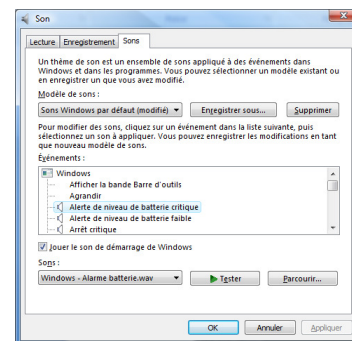 Son
Lecture Enregistrement Sons
Un thème de son est un ensemble de sons appliqué à des événements dans
Windows et dans les programmes. Vous pouvez sélectionner un modèle existant ou
en enregistrer un que vous avez modifié.
Modèle de sons :
Sons Windows par défaut (modifié) Enregistrer sous... Supprimer
Pour modifier des sons, cliquez sur un événement dans la liste suivante, puis
sélectionnez un son à appliquer. Vous pouvez enregistrer les modifications en tant
que nouveau modèle de sons.
Événements :
Windows
Afficher la bande Barre d'outils
Agrandir
Alerte de niveau de batterie critique
Alerte de niveau de batterie faible
Arrêt critique
Jouer le son de démarrage de Windows
Sons :
Windows - Alarme batterie.wav Tester Parcourir...
OK Annuler Appliquer